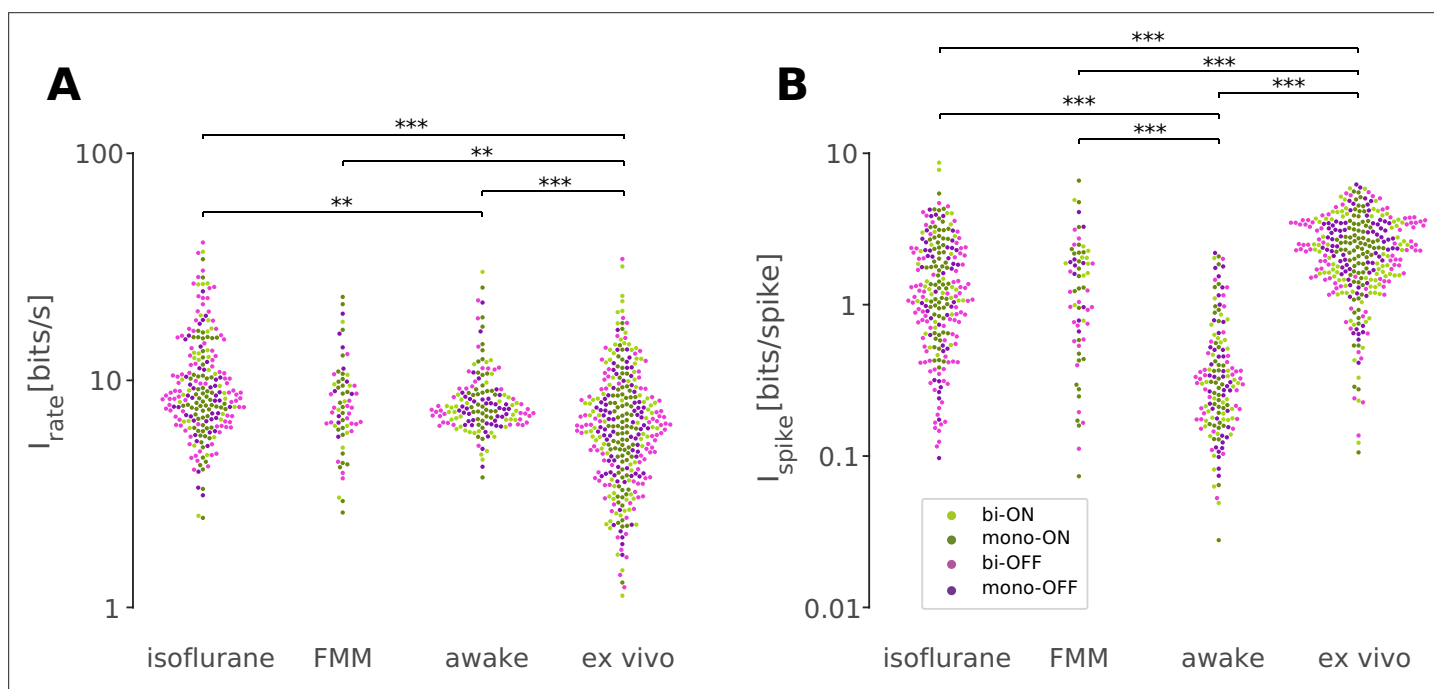 A
***
**
***
**
100
10
1
I_rate[bits/s]
isoflurane
FMM
awake
ex vivo
B
***
***
***
***
***
10
1
0.1
0.01
I_spike[bits/spike]
bi-ON
mono-ON
bi-OFF
mono-OFF
isoflurane
FMM
awake
ex vivo